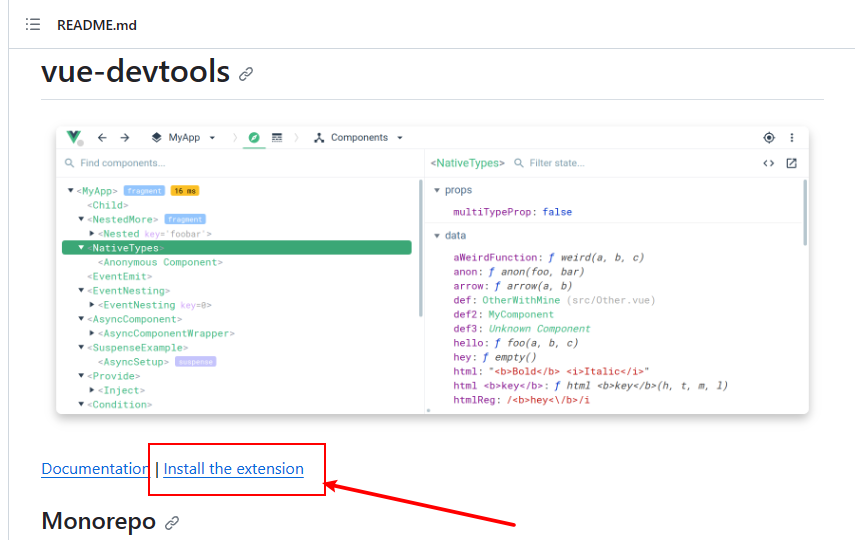 README.md
vue-devtools
MyApp
Components
Find components...
<MyApp> fragment 16 ms
<Child>
<NestedMore> fragment
<Nested key='foobar'>
<NativeTypes>
<Anonymous Component>
<EventEmit>
<EventNesting>
<EventNesting key=0>
<AsyncComponent>
<AsyncComponentWrapper>
<SuspenseExample>
<AsyncSetup> suspense
<Provide>
<Inject>
<Condition>
<NativeTypes> Filter state...
props
multiTypeProp: false
data
aWeirdFunction: ƒ weird(a, b, c)
anon: ƒ anon(foo, bar)
arrow: ƒ arrow(a, b)
def: OtherWithMine (src/Other.vue)
def2: MyComponent
def3: Unknown Component
hello: ƒ foo(a, b, c)
hey: ƒ empty()
html: "<b>Bold</b> <i>Italic</i>"
html <b>key</b>: ƒ html <b>key</b>(h, t, m, l)
htmlReg: /<b>hey<\/b>/i
Documentation | Install the extension
Monorepo